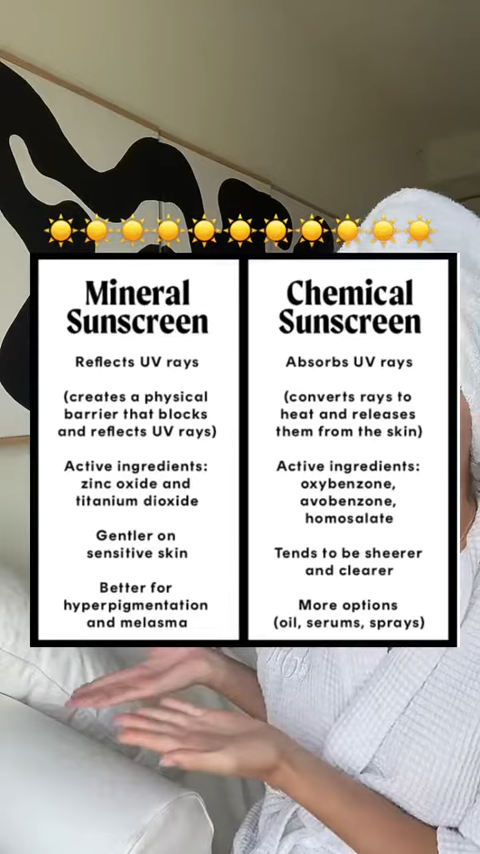 Mineral
Sunscreen
Reflects UV rays
(creates a physical
barrier that blocks
and reflects UV rays)
Active ingredients:
zinc oxide and
titanium dioxide
Gentler on
sensitive skin
Better for
hyperpigmentation
and melasma
Chemical
Sunscreen
Absorbs UV rays
(converts rays to
heat and releases
them from the skin)
Active ingredients:
oxybenzone,
avobenzone,
homosalate
Tends to be sheerer
and clearer
More options
(oil, serums, sprays)